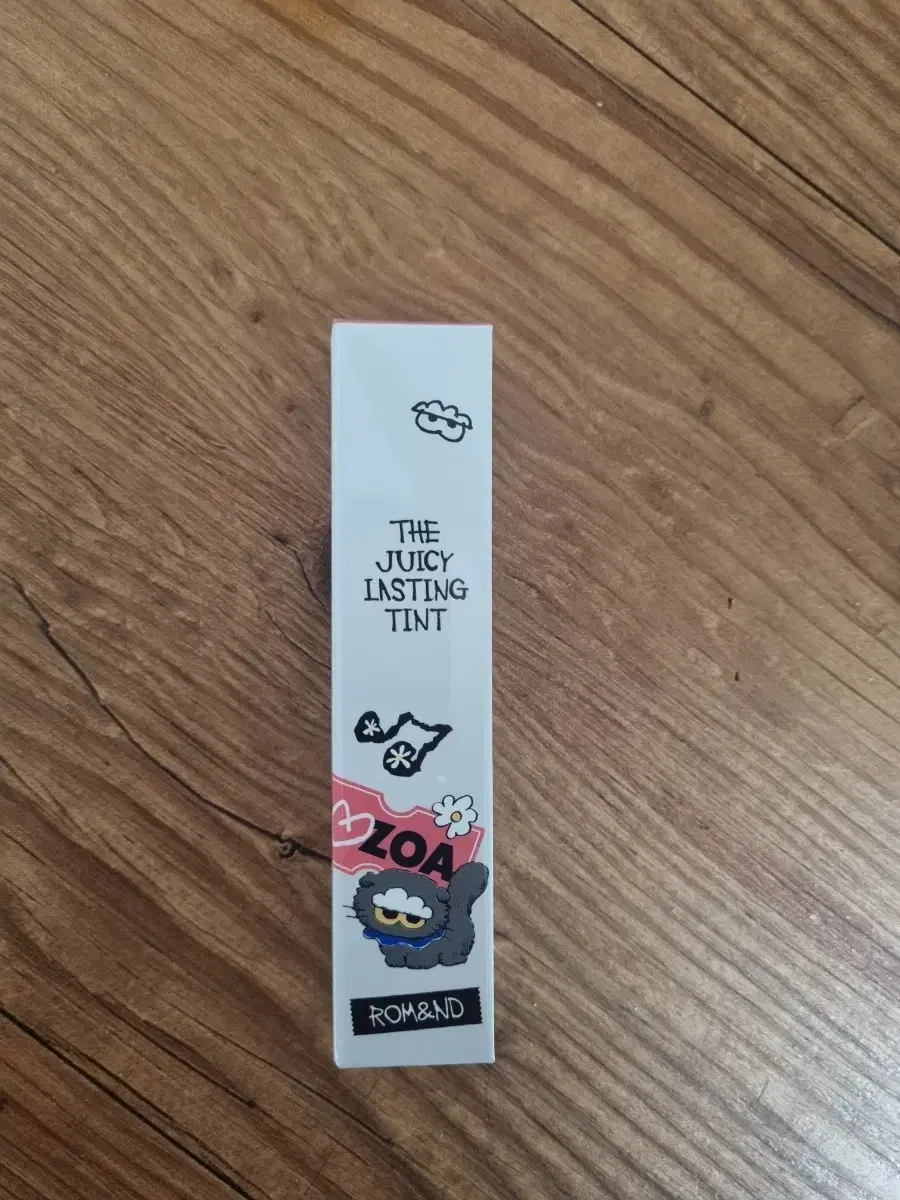 THE
JUICY
LASTING
TINT
ZOA
ROM&ND